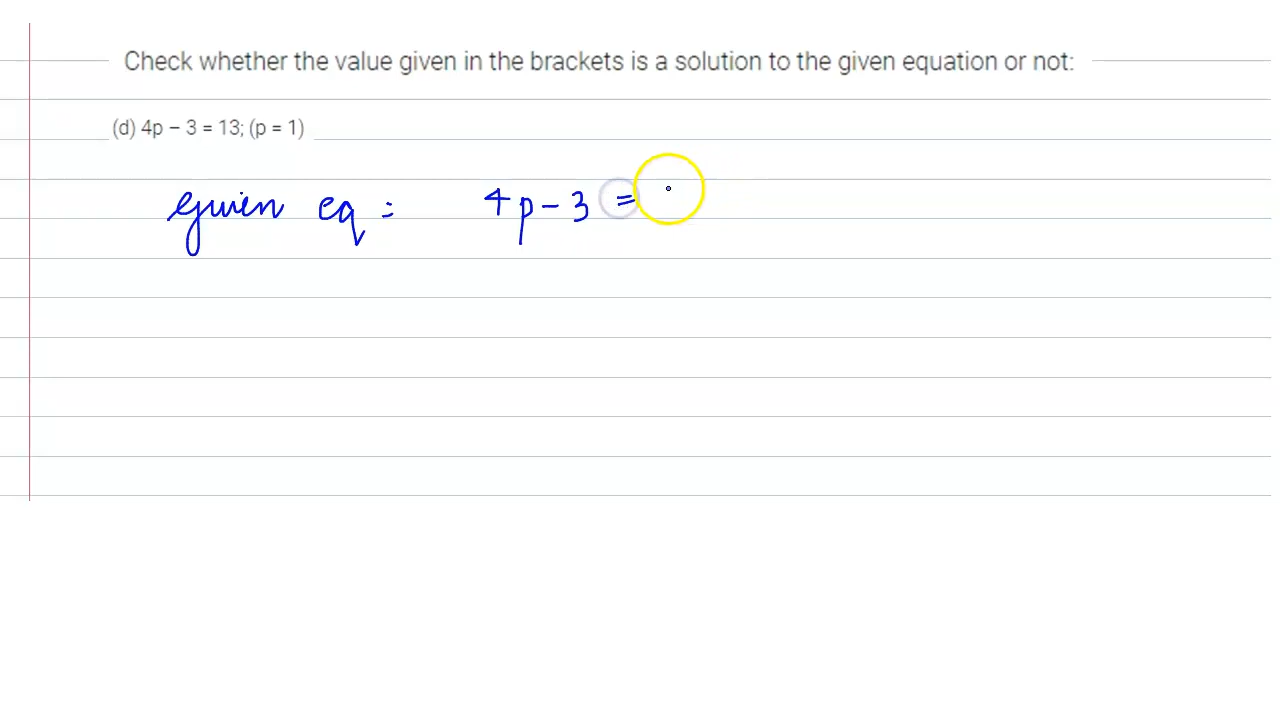 Check whether the value given in the brackets is a solution to the given equation or not:
(d) 4p − 3 = 13; (p = 1)
Given eq : 4p − 3 =